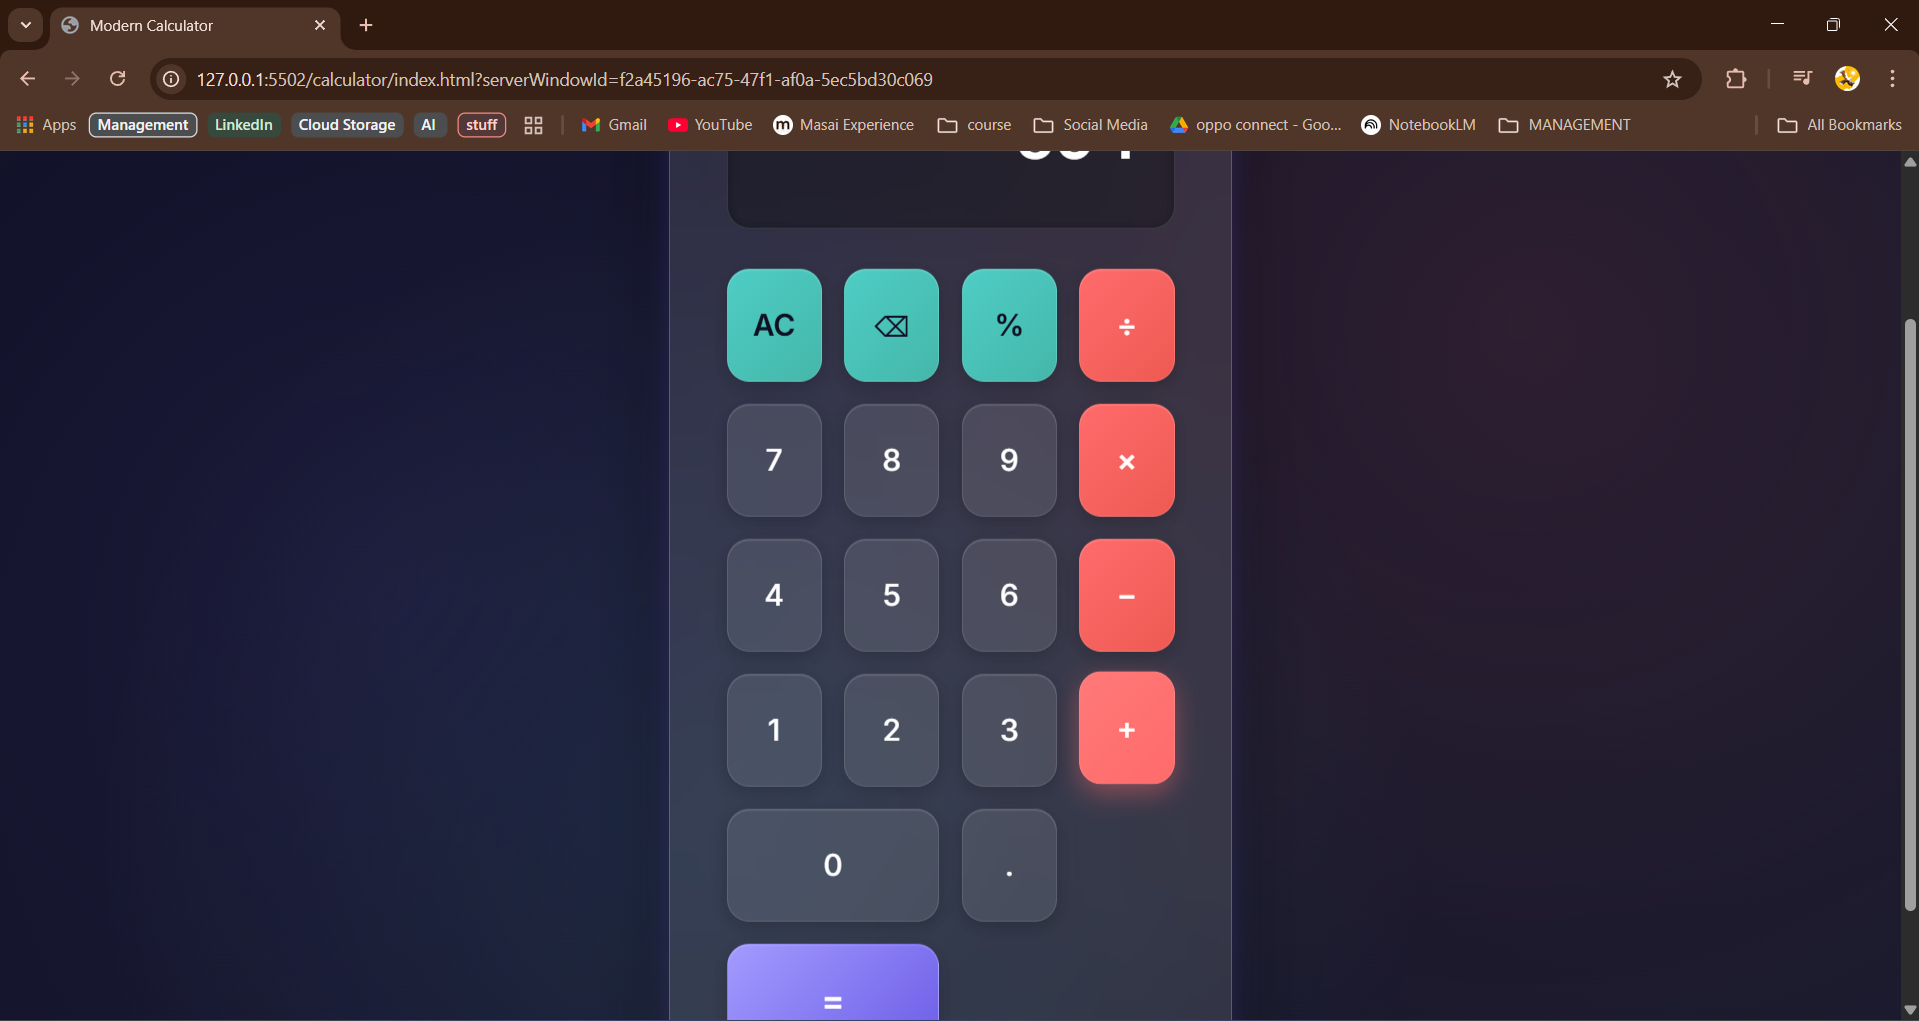 Modern Calculator
127.0.0.1:5502/calculator/index.html?serverWindowId=f2a45196-ac75-47f1-af0a-5ec5bd30c069
Apps Management LinkedIn Cloud Storage AI stuff Gmail YouTube m Masai Experience course Social Media oppo connect - Goo... NotebookLM MANAGEMENT All Bookmarks
AC ⌫ % ÷
7 8 9 ×
4 5 6 −
1 2 3 +
0 .
=